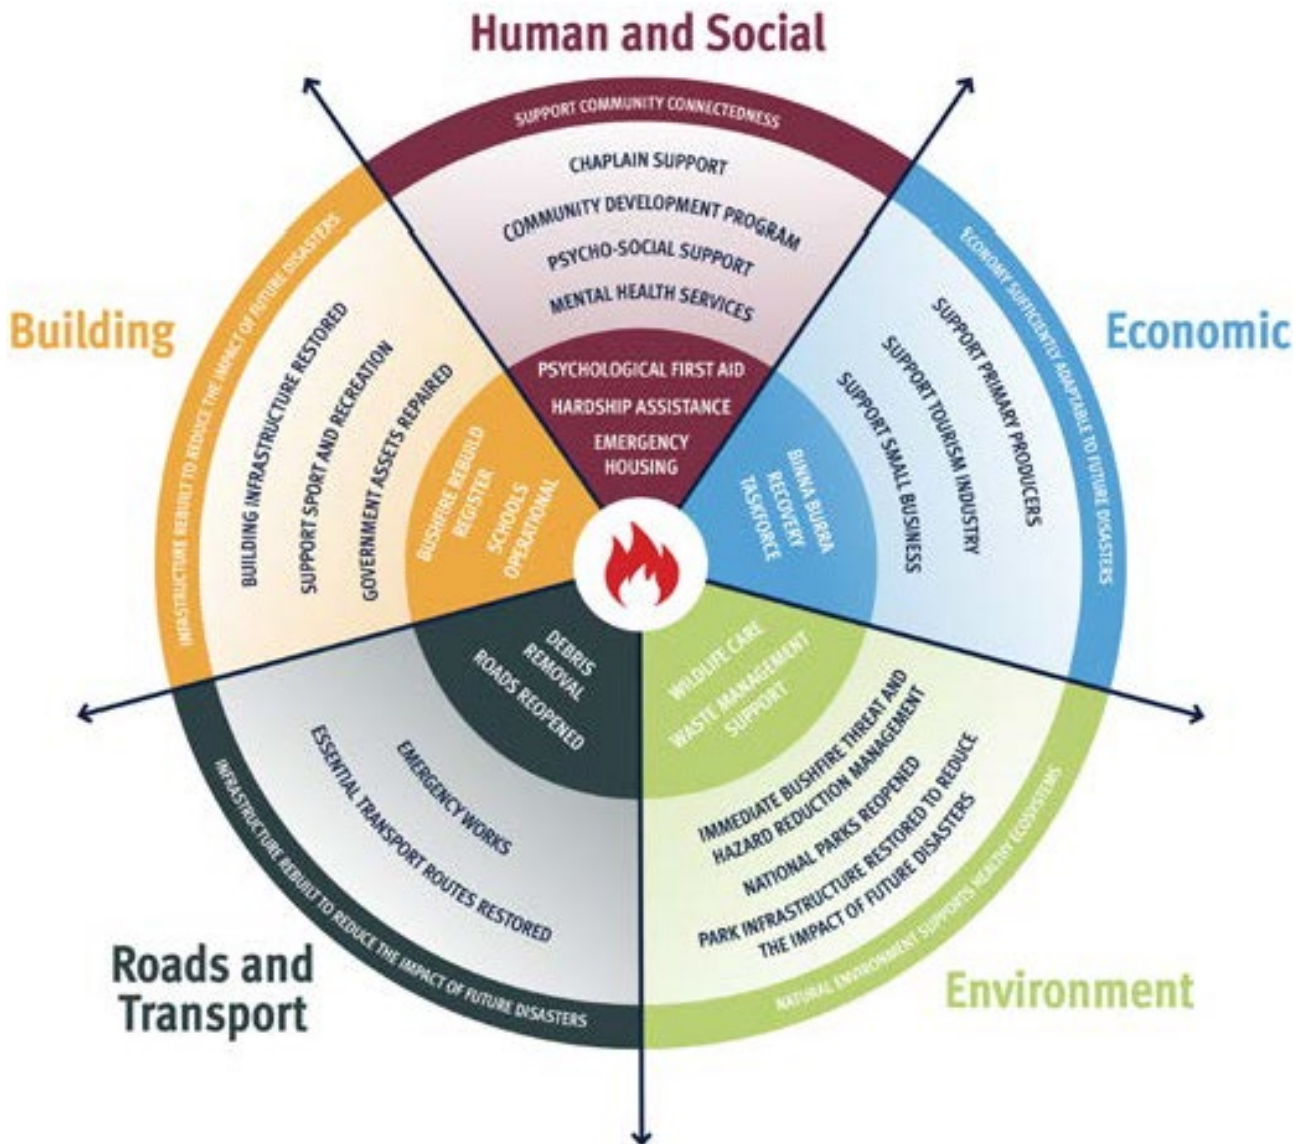 Human and Social
SUPPORT COMMUNITY CONNECTEDNESS
CHAPLAIN SUPPORT
COMMUNITY DEVELOPMENT PROGRAM
PSYCHO-SOCIAL SUPPORT
MENTAL HEALTH SERVICES
PSYCHOLOGICAL FIRST AID
HARDSHIP ASSISTANCE
EMERGENCY
HOUSING
Economic
ECONOMY SUFFICIENTLY ADAPTABLE TO FUTURE DISASTERS
SUPPORT PRIMARY PRODUCERS
SUPPORT TOURISM INDUSTRY
SUPPORT SMALL BUSINESS
BINNA BURRA
RECOVERY
TASKFORCE
Environment
WILDLIFE CARE
WASTE MANAGEMENT
SUPPORT
IMMEDIATE BUSHFIRE THREAT AND
HAZARD REDUCTION MANAGEMENT
NATIONAL PARKS REOPENED
PARK INFRASTRUCTURE RESTORED TO REDUCE
THE IMPACT OF FUTURE DISASTERS
NATURAL ENVIRONMENT SUPPORTS HEALTHY ECOSYSTEMS
Roads and
Transport
DEBRIS
REMOVAL
ROADS REOPENED
EMERGENCY WORKS
ESSENTIAL TRANSPORT ROUTES RESTORED
INFRASTRUCTURE REBUILT TO REDUCE THE IMPACT OF FUTURE DISASTERS
Building
INFASTRUCTURE REBUILT TO REDUCE THE IMPACT OF FUTURE DISASTERS
BUILDING INFRASTRUCTURE RESTORED
SUPPORT SPORT AND RECREATION
GOVERNMENT ASSETS REPAIRED
BUSHFIRE REBUILD
REGISTER
SCHOOLS
OPERATIONAL